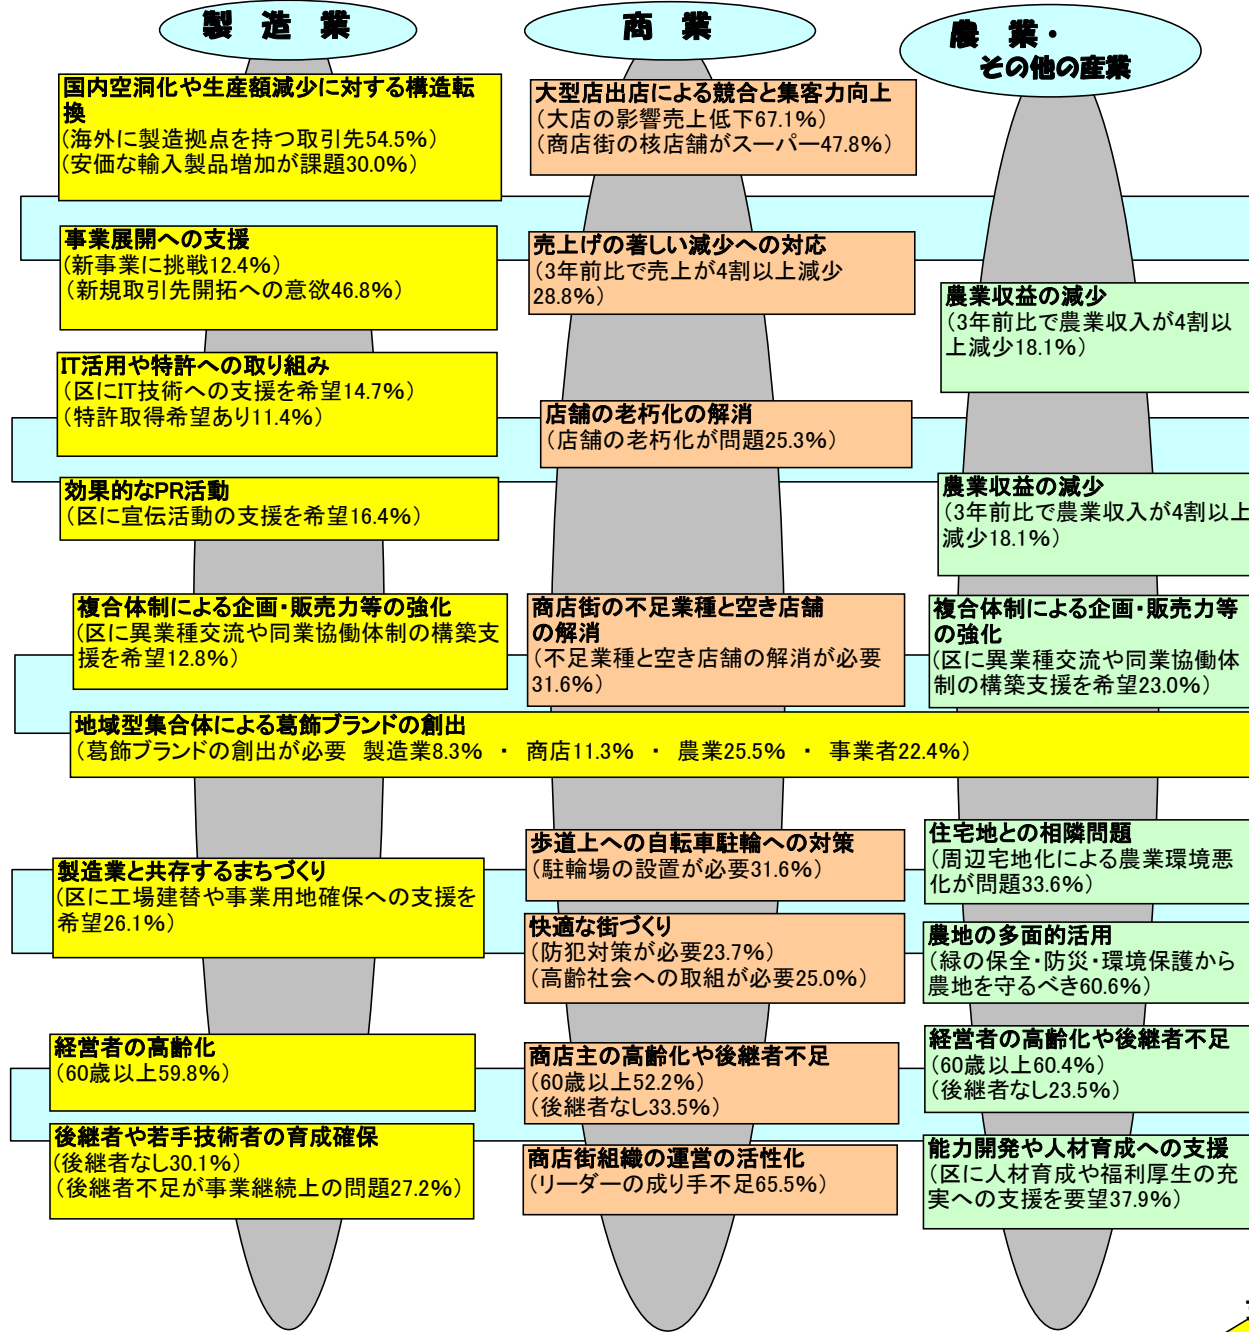 製 造 業
国内空洞化や生産額減少に対する構造転
換
（海外に製造拠点を持つ取引先54.5%）
（安価な輸入製品増加が課題30.0%）
事業展開への支援
（新事業に挑戦12.4%）
（新規取引先開拓への意欲46.8%）
IT活用や特許への取り組み
（区にIT技術への支援を希望14.7%）
（特許取得希望あり11.4%）
効果的なPR活動
（区に宣伝活動の支援を希望16.4%）
複合体制による企画・販売力等の強化
（区に異業種交流や同業協働体制の構築支
援を希望12.8%）
商 業
大型店出店による競合と集客力向上
（大店の影響売上低下67.1%）
（商店街の核店舗がスーパー47.8%）
売上げの著しい減少への対応
（3年前比で売上が4割以上減少
28.8%）
店舗の老朽化の解消
（店舗の老朽化が問題25.3%）
商店街の不足業種と空き店舗
の解消
（不足業種と空き店舗の解消が必要
31.6%）
農 業・
その他の産業
農業収益の減少
（3年前比で農業収入が4割以
上減少18.1%）
農業収益の減少
（3年前比で農業収入が4割以上
減少18.1%）
複合体制による企画・販売力等
の強化
（区に異業種交流や同業協働体
制の構築支援を希望23.0%）
地域型集合体による葛飾ブランドの創出
（葛飾ブランドの創出が必要 製造業8.3% ・ 商店11.3% ・ 農業25.5% ・ 事業者22.4%）
製造業と共存するまちづくり
（区に工場建替や事業用地確保への支援を
希望26.1%）
経営者の高齢化
（60歳以上59.8%）
後継者や若手技術者の育成確保
（後継者なし30.1%）
（後継者不足が事業継続上の問題27.2%）
歩道上への自転車駐輪への対策
（駐輪場の設置が必要31.6%）
快適な街づくり
（防犯対策が必要23.7%）
（高齢社会への取組が必要25.0%）
商店主の高齢化や後継者不足
（60歳以上52.2%）
（後継者なし33.5%）
商店街組織の運営の活性化
（リーダーの成り手不足65.5%）
住宅地との相隣問題
（周辺宅地化による農業環境悪
化が問題33.6%）
農地の多面的活用
（緑の保全・防災・環境保護から
農地を守るべき60.6%）
経営者の高齢化や後継者不足
（60歳以上60.4%）
（後継者なし23.5%）
能力開発や人材育成への支援
（区に人材育成や福利厚生の充
実への支援を要望37.9%）